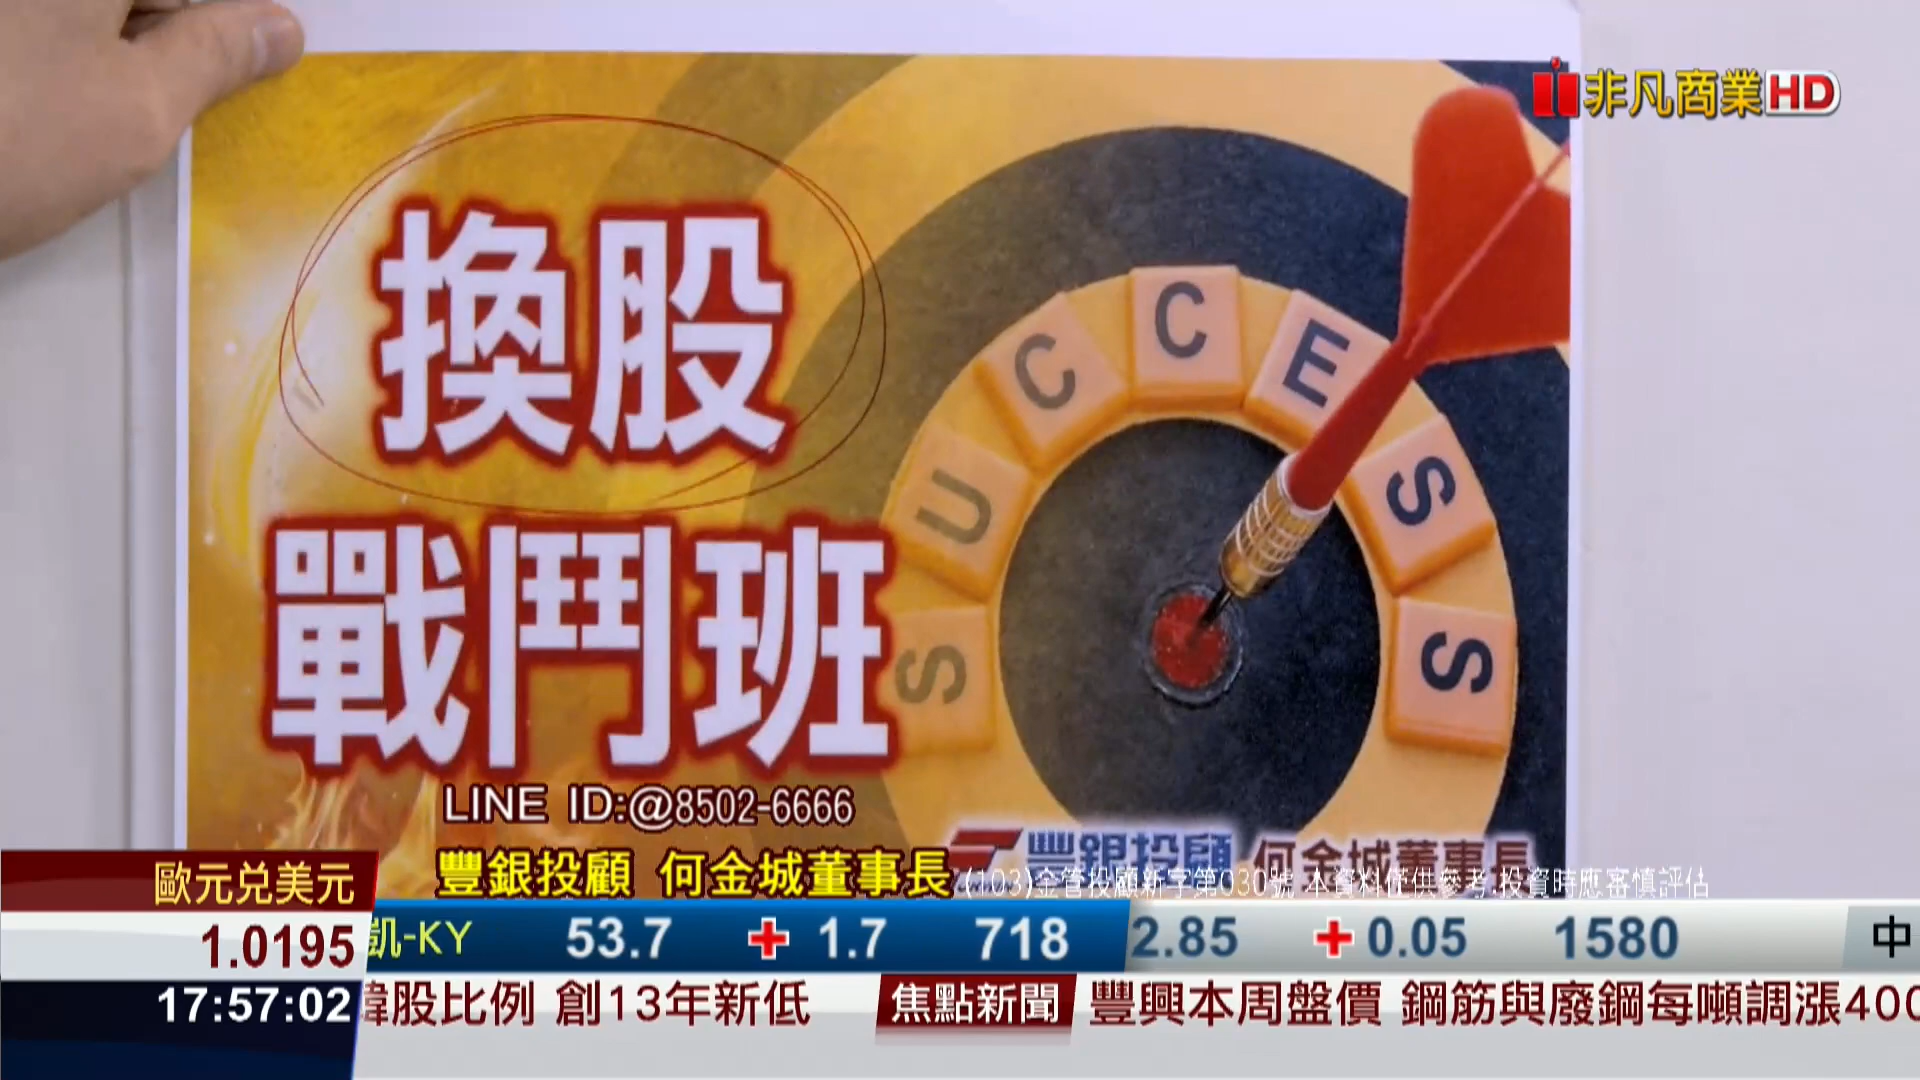 非凡商業HD
換股
戰鬥班
SUCCESS
LINE ID:@8502-6666
豐銀投顧 何金城董事長
豐銀投顧 何金城董事長
(103)金管投顧新字第030號 本資料僅供參考,投資時應審慎評估
歐元兌美元
1.0195
凱-KY 53.7 + 1.7 718
2.85 + 0.05 1580 中
17:57:02
股比例 創13年新低
焦點新聞
豐興本周盤價 鋼筋與廢鋼每噸調漲400